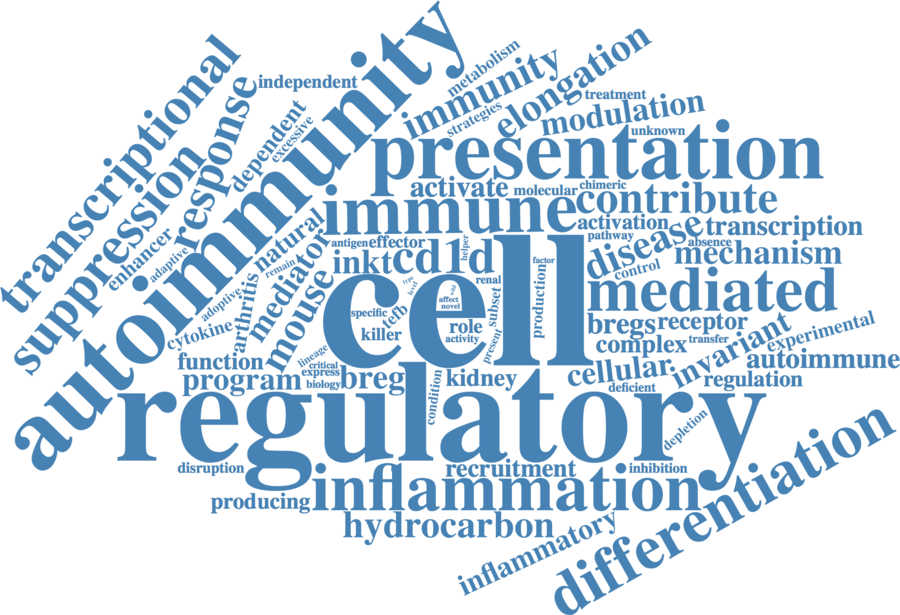 independent
metabolism
immunity
elongation
treatment
strategies
modulation
unknown
transcriptional
response
dependent
excessive
autoimmunity
presentation
suppression
enhancer
adaptive
natural
activate
molecular
chimeric
contribute
immune
activation
transcription
pathway
disease
absence
mechanism
antigen
effector
helper
inkt
cd1d
mediator
remain
control
cell
renal
factor
type
level
wild
affect
novel
mediated
adoptive
arthritis
mouse
specific
tefb
subset
production
cytokine
killer
role
activity
present
bregs
receptor
complex
transfer
invariant
experimental
autoimmune
function
lineage
critical
program
express
biology
breg
condition
kidney
cellular
deficient
regulation
regulatory
depletion
disruption
recruitment
inhibition
producing
inflammation
differentiation
hydrocarbon
inflammatory